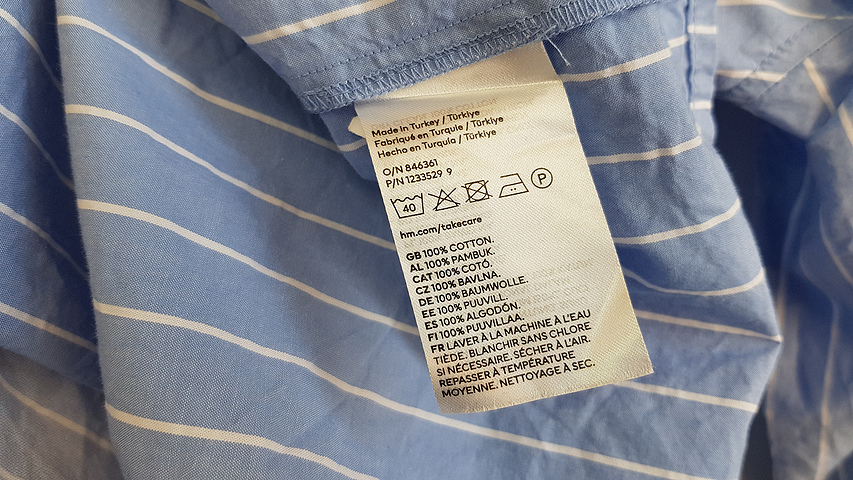 Made in Turkey / Türkiye
Fabriqué en Turquie / Türkiye
Hecho en Turquía / Türkiye
O/N 846361
P/N 1233529 9
40 P
hm.com/takecare
GB 100% COTTON.
AL 100% PAMBUK.
CAT 100% COTÓ.
CZ 100% BAVLNA.
DE 100% BAUMWOLLE.
EE 100% PUUVILL.
ES 100% ALGODÓN.
FI 100% PUUVILLAA.
FR LAVER À LA MACHINE À L'EAU
TIÈDE. BLANCHIR SANS CHLORE
SI NÉCESSAIRE. SÉCHER À L'AIR.
REPASSER À TEMPÉRATURE
MOYENNE. NETTOYAGE À SEC.